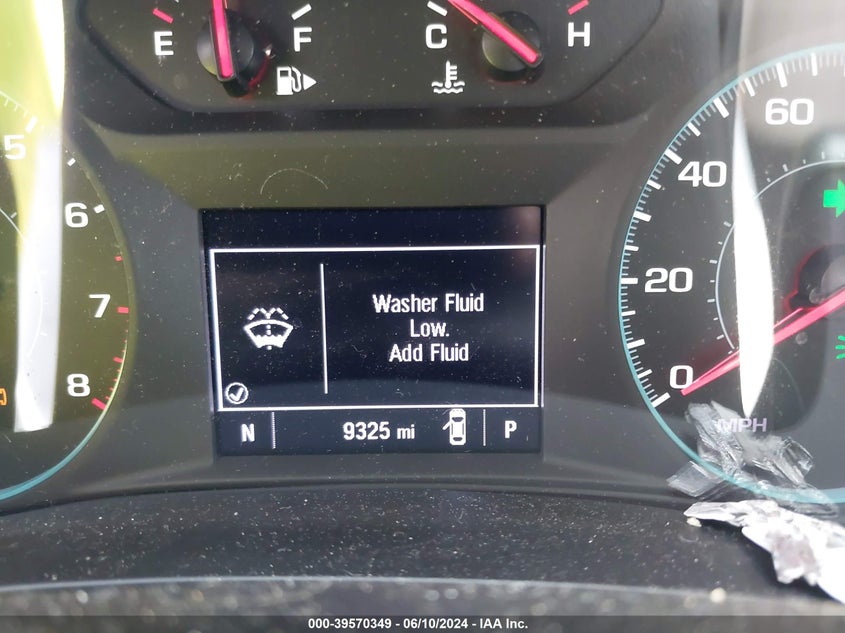 E F
C H
5
6
7
8
60
40
20
0
MPH
Washer Fluid
Low.
Add Fluid
N 9325 mi P
000-39570349 - 06/10/2024 - IAA Inc.